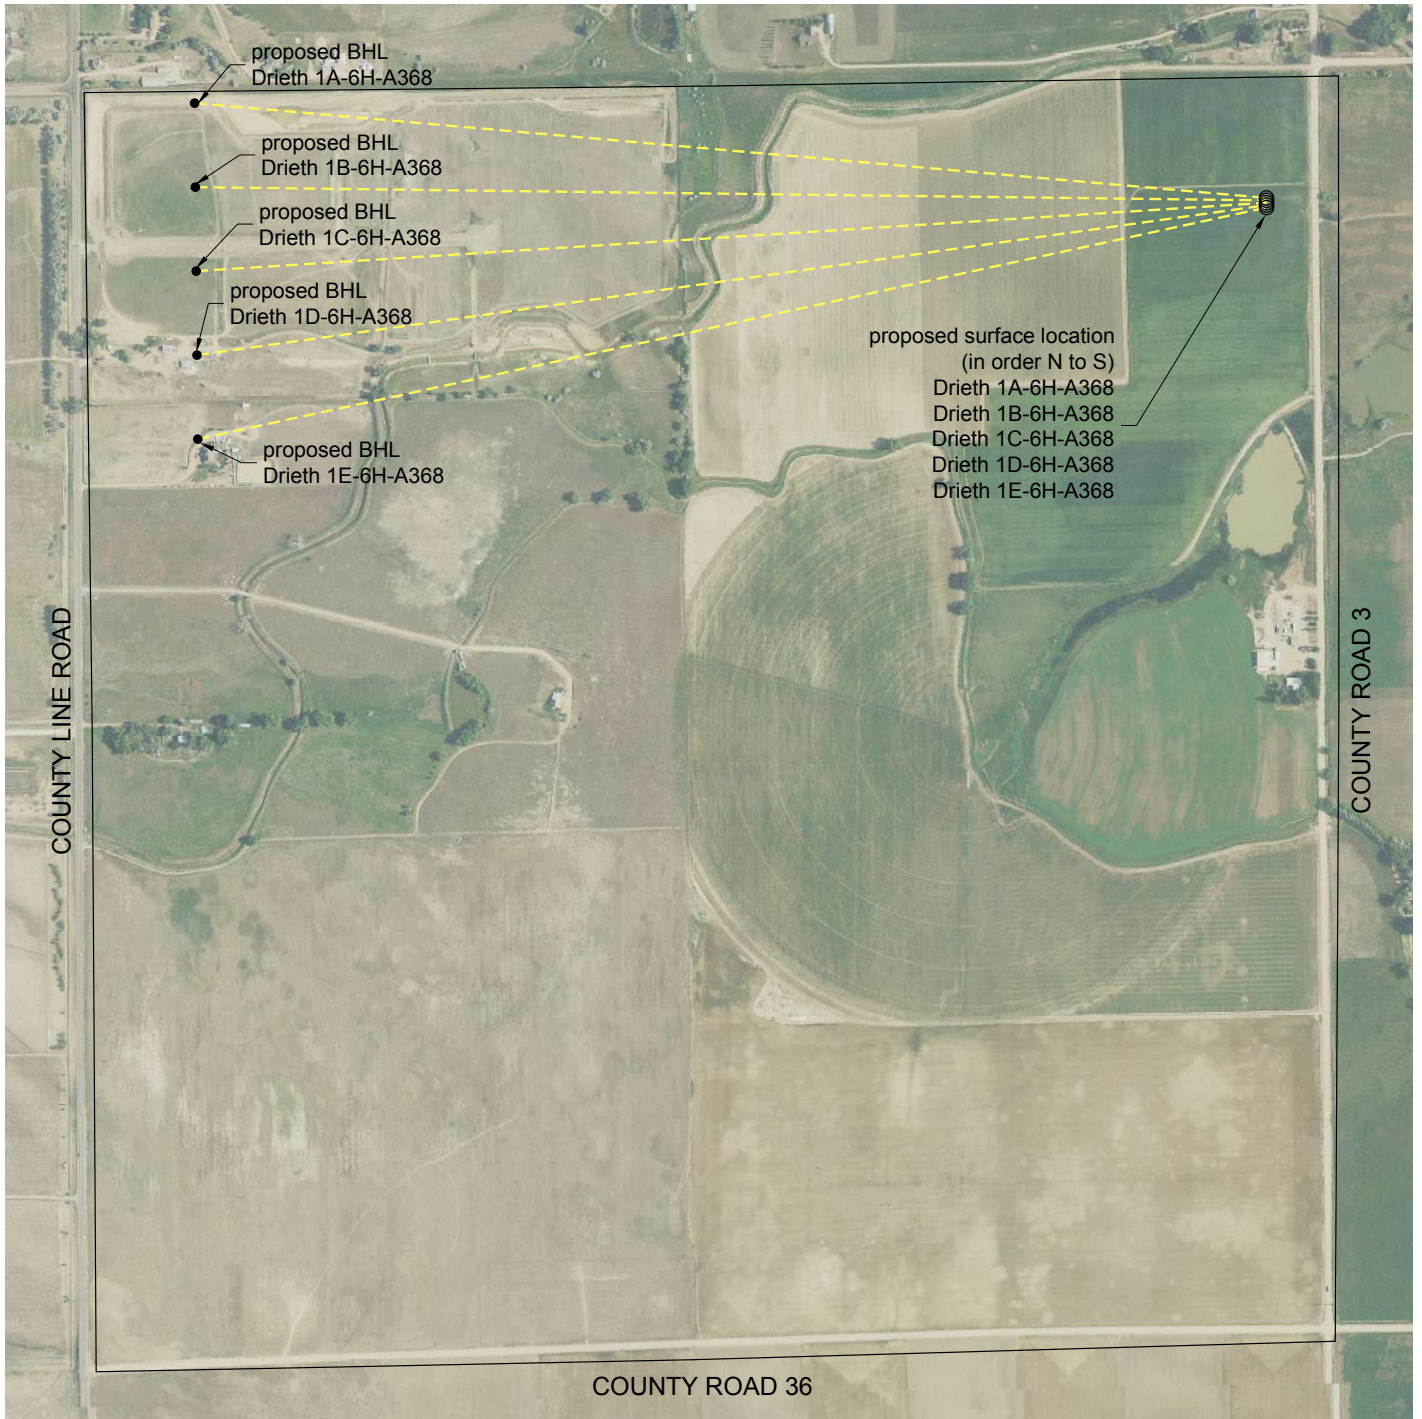 proposed BHL
Drieth 1A-6H-A368
proposed BHL
Drieth 1B-6H-A368
proposed BHL
Drieth 1C-6H-A368
proposed BHL
Drieth 1D-6H-A368
proposed BHL
Drieth 1E-6H-A368
proposed surface location
(in order N to S)
Drieth 1A-6H-A368
Drieth 1B-6H-A368
Drieth 1C-6H-A368
Drieth 1D-6H-A368
Drieth 1E-6H-A368
COUNTY LINE ROAD
COUNTY ROAD 3
COUNTY ROAD 36